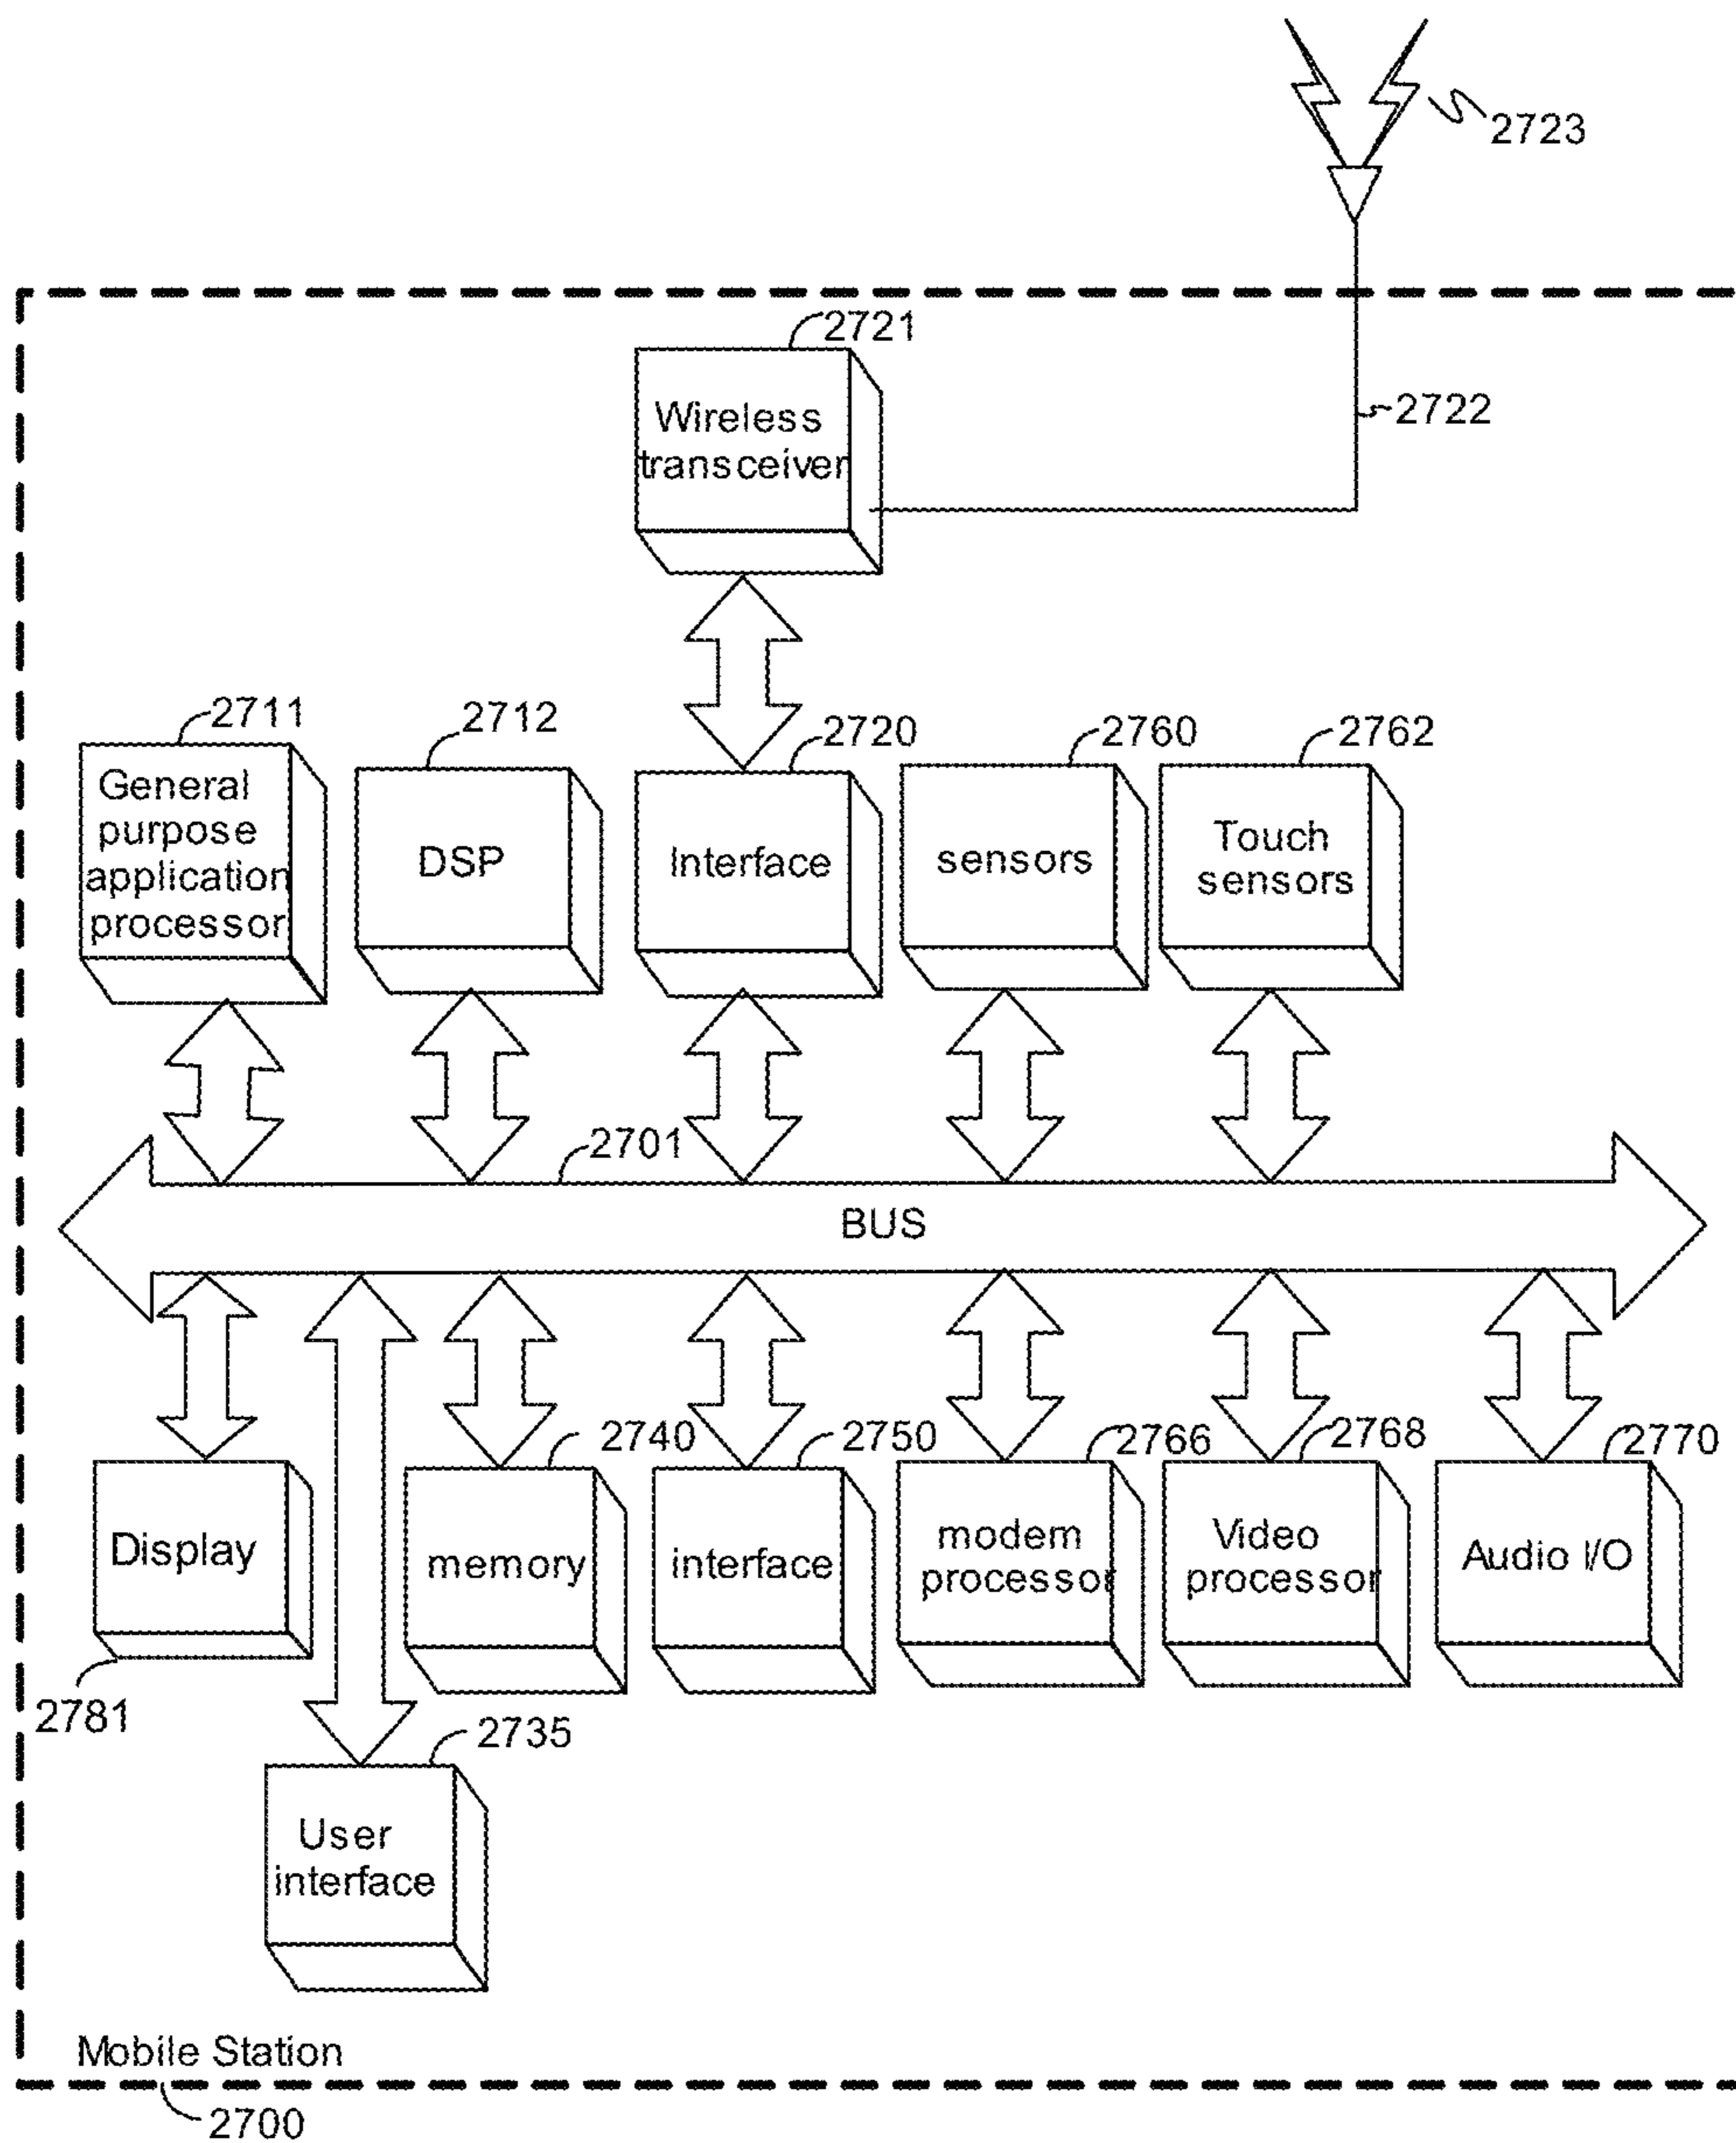 2723
2721
Wireless
transceiver
2722
2711
General
purpose
application
processor
2712
DSP
2720
Interface
2760
sensors
2762
Touch
sensors
2701
BUS
Display
2781
2740
memory
2750
interface
2766
modem
processor
2768
Video
processor
2770
Audio I/O
2735
User
interface
Mobile Station
2700